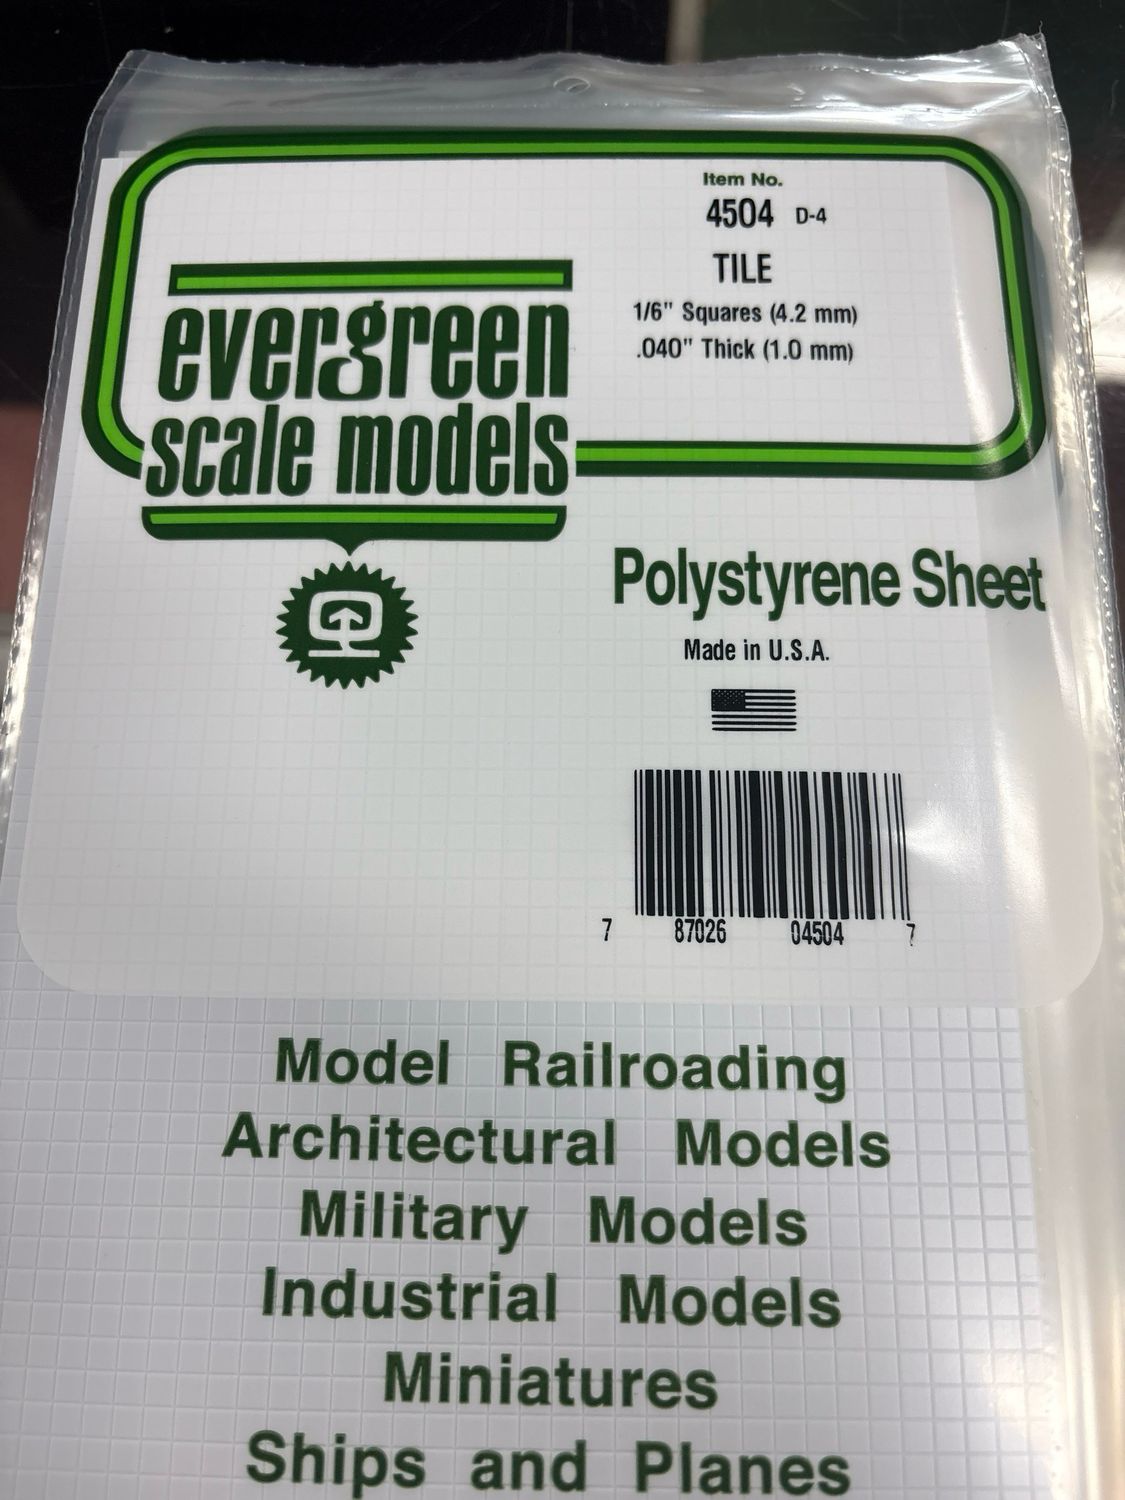 Item No.
4504 D-4
TILE
1/6" Squares (4.2 mm)
.040" Thick (1.0 mm)
evergreen
scale models
Polystyrene Sheet
Made in U.S.A.
7 87026 04504 7
Model Railroading
Architectural Models
Military Models
Industrial Models
Miniatures
Ships and Planes